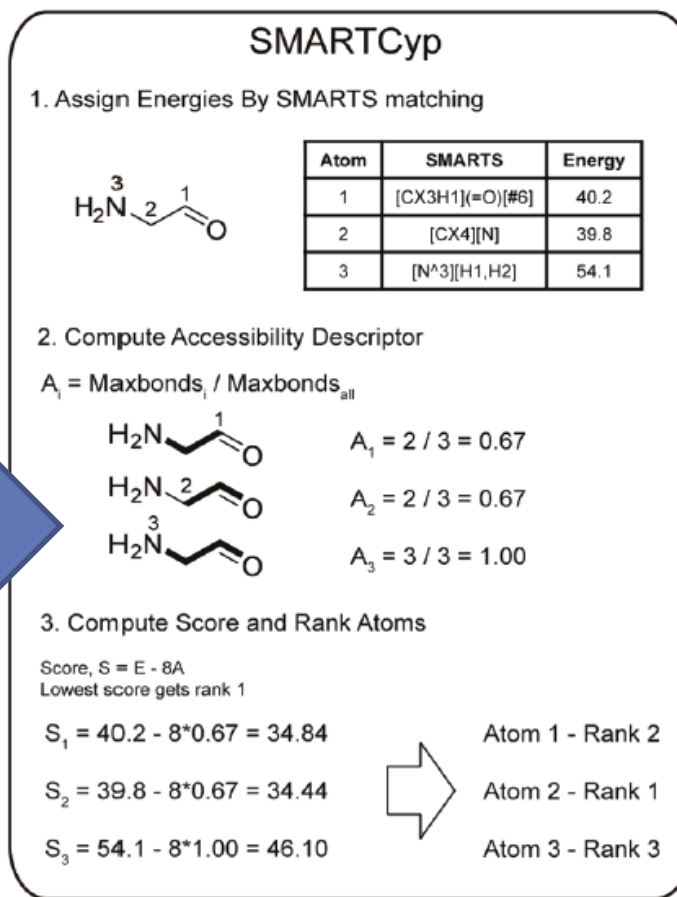 SMARTCyp
1. Assign Energies By SMARTS matching
3
H₂N 2 1 O
Atom SMARTS Energy
1 [CX3H1](=O)[#6] 40.2
2 [CX4][N] 39.8
3 [N^3][H1,H2] 54.1
2. Compute Accessibility Descriptor
Aᵢ = Maxbondsᵢ / Maxbondsₐₗₗ
1
H₂N O A₁ = 2 / 3 = 0.67
H₂N 2 O A₂ = 2 / 3 = 0.67
3
H₂N O A₃ = 3 / 3 = 1.00
3. Compute Score and Rank Atoms
Score, S = E - 8A
Lowest score gets rank 1
S₁ = 40.2 - 8*0.67 = 34.84 Atom 1 - Rank 2
S₂ = 39.8 - 8*0.67 = 34.44 Atom 2 - Rank 1
S₃ = 54.1 - 8*1.00 = 46.10 Atom 3 - Rank 3